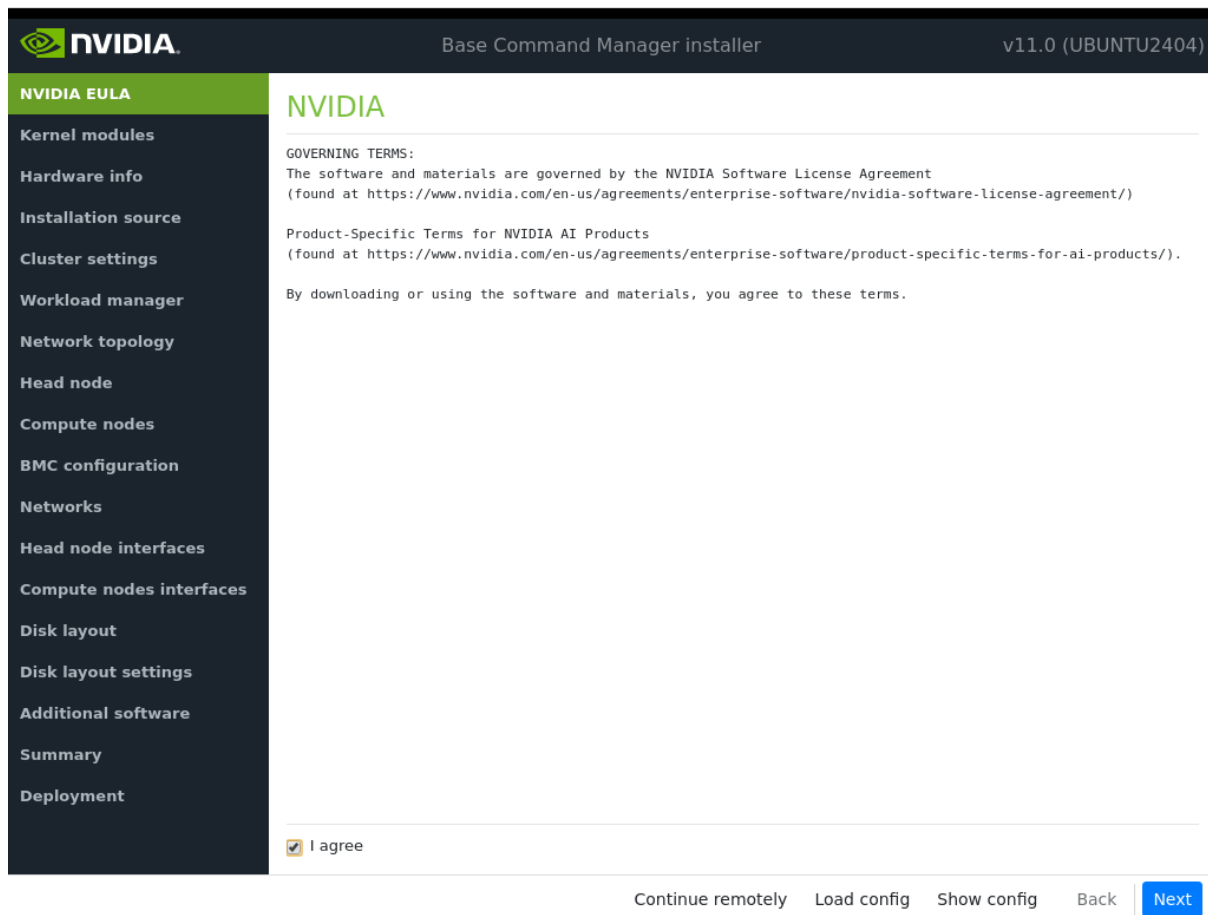 NVIDIA.
Base Command Manager installer
v11.0 (UBUNTU2404)
NVIDIA EULA
Kernel modules
Hardware info
Installation source
Cluster settings
Workload manager
Network topology
Head node
Compute nodes
BMC configuration
Networks
Head node interfaces
Compute nodes interfaces
Disk layout
Disk layout settings
Additional software
Summary
Deployment
NVIDIA
GOVERNING TERMS:
The software and materials are governed by the NVIDIA Software License Agreement
(found at https://www.nvidia.com/en-us/agreements/enterprise-software/nvidia-software-license-agreement/)
Product-Specific Terms for NVIDIA AI Products
(found at https://www.nvidia.com/en-us/agreements/enterprise-software/product-specific-terms-for-ai-products/).
By downloading or using the software and materials, you agree to these terms.
I agree
Continue remotely
Load config
Show config
Back
Next